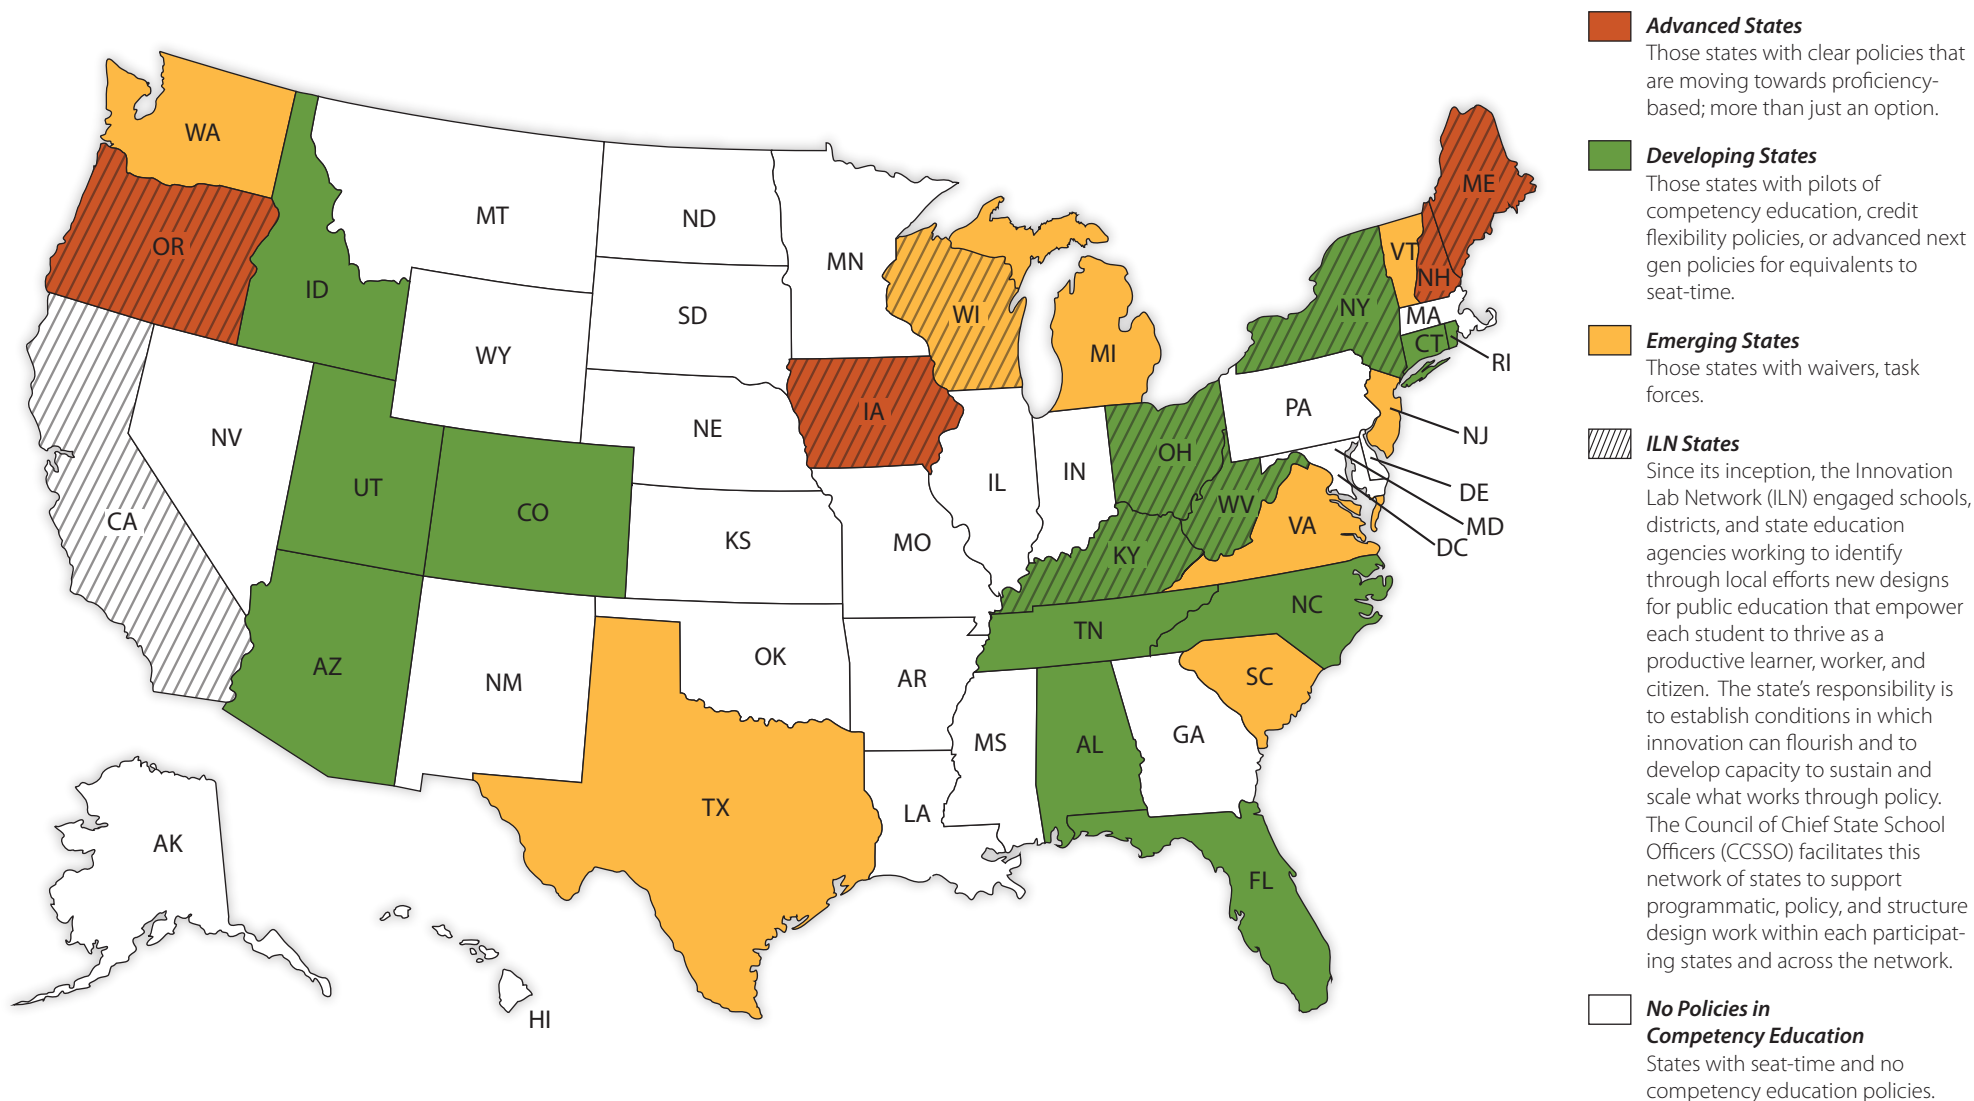 WA
OR
ID
MT
ND
MN
WI
MI
SD
WY
IA
NE
NV
UT
CO
CA
KS
MO
IL
IN
OH
PA
NY
VT
NH
ME
MA
CT
RI
NJ
DE
MD
DC
WV
VA
KY
TN
NC
SC
AZ
NM
OK
AR
TX
LA
MS
AL
GA
FL
AK
HI
Advanced States
Those states with clear policies that
are moving towards proficiency-
based; more than just an option.
Developing States
Those states with pilots of
competency education, credit
flexibility policies, or advanced next
gen policies for equivalents to
seat-time.
Emerging States
Those states with waivers, task
forces.
ILN States
Since its inception, the Innovation
Lab Network (ILN) engaged schools,
districts, and state education
agencies working to identify
through local efforts new designs
for public education that empower
each student to thrive as a
productive learner, worker, and
citizen.  The state's responsibility is
to establish conditions in which
innovation can flourish and to
develop capacity to sustain and
scale what works through policy.
The Council of Chief State School
Officers (CCSSO) facilitates this
network of states to support
programmatic, policy, and structure
design work within each participat-
ing states and across the network.
No Policies in
Competency Education
States with seat-time and no
competency education policies.